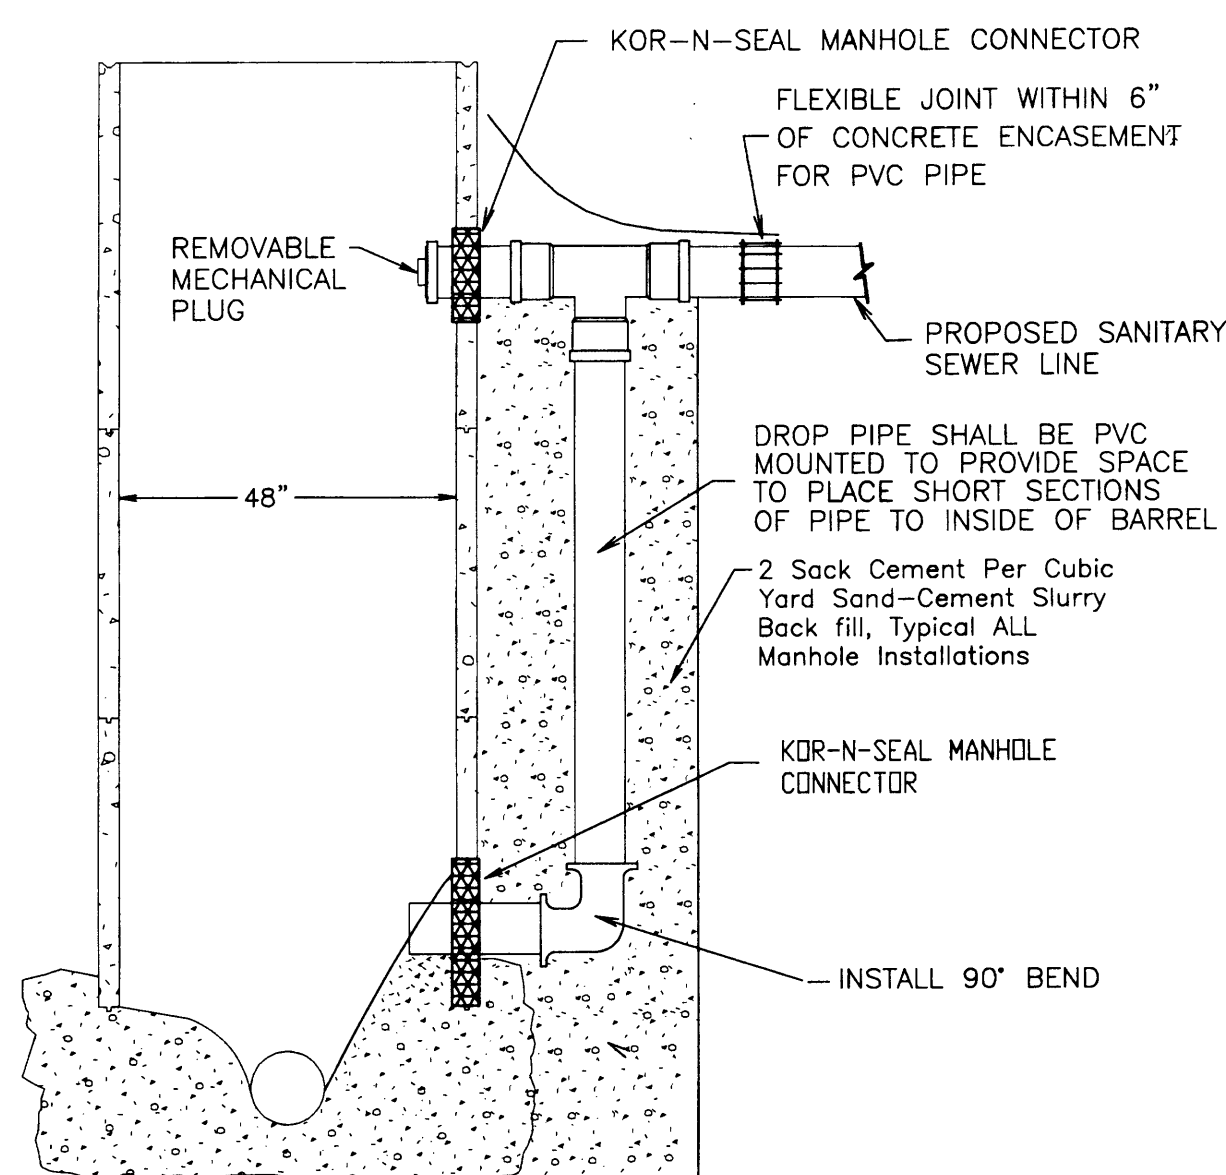 KOR-N-SEAL MANHOLE CONNECTOR
FLEXIBLE JOINT WITHIN 6"
OF CONCRETE ENCASEMENT
FOR PVC PIPE
REMOVABLE
MECHANICAL
PLUG
PROPOSED SANITARY
SEWER LINE
DROP PIPE SHALL BE PVC
MOUNTED TO PROVIDE SPACE
TO PLACE SHORT SECTIONS
OF PIPE TO INSIDE OF BARREL
48"
2 Sack Cement Per Cubic
Yard Sand-Cement Slurry
Back fill, Typical ALL
Manhole Installations
KOR-N-SEAL MANHOLE
CONNECTOR
INSTALL 90° BEND